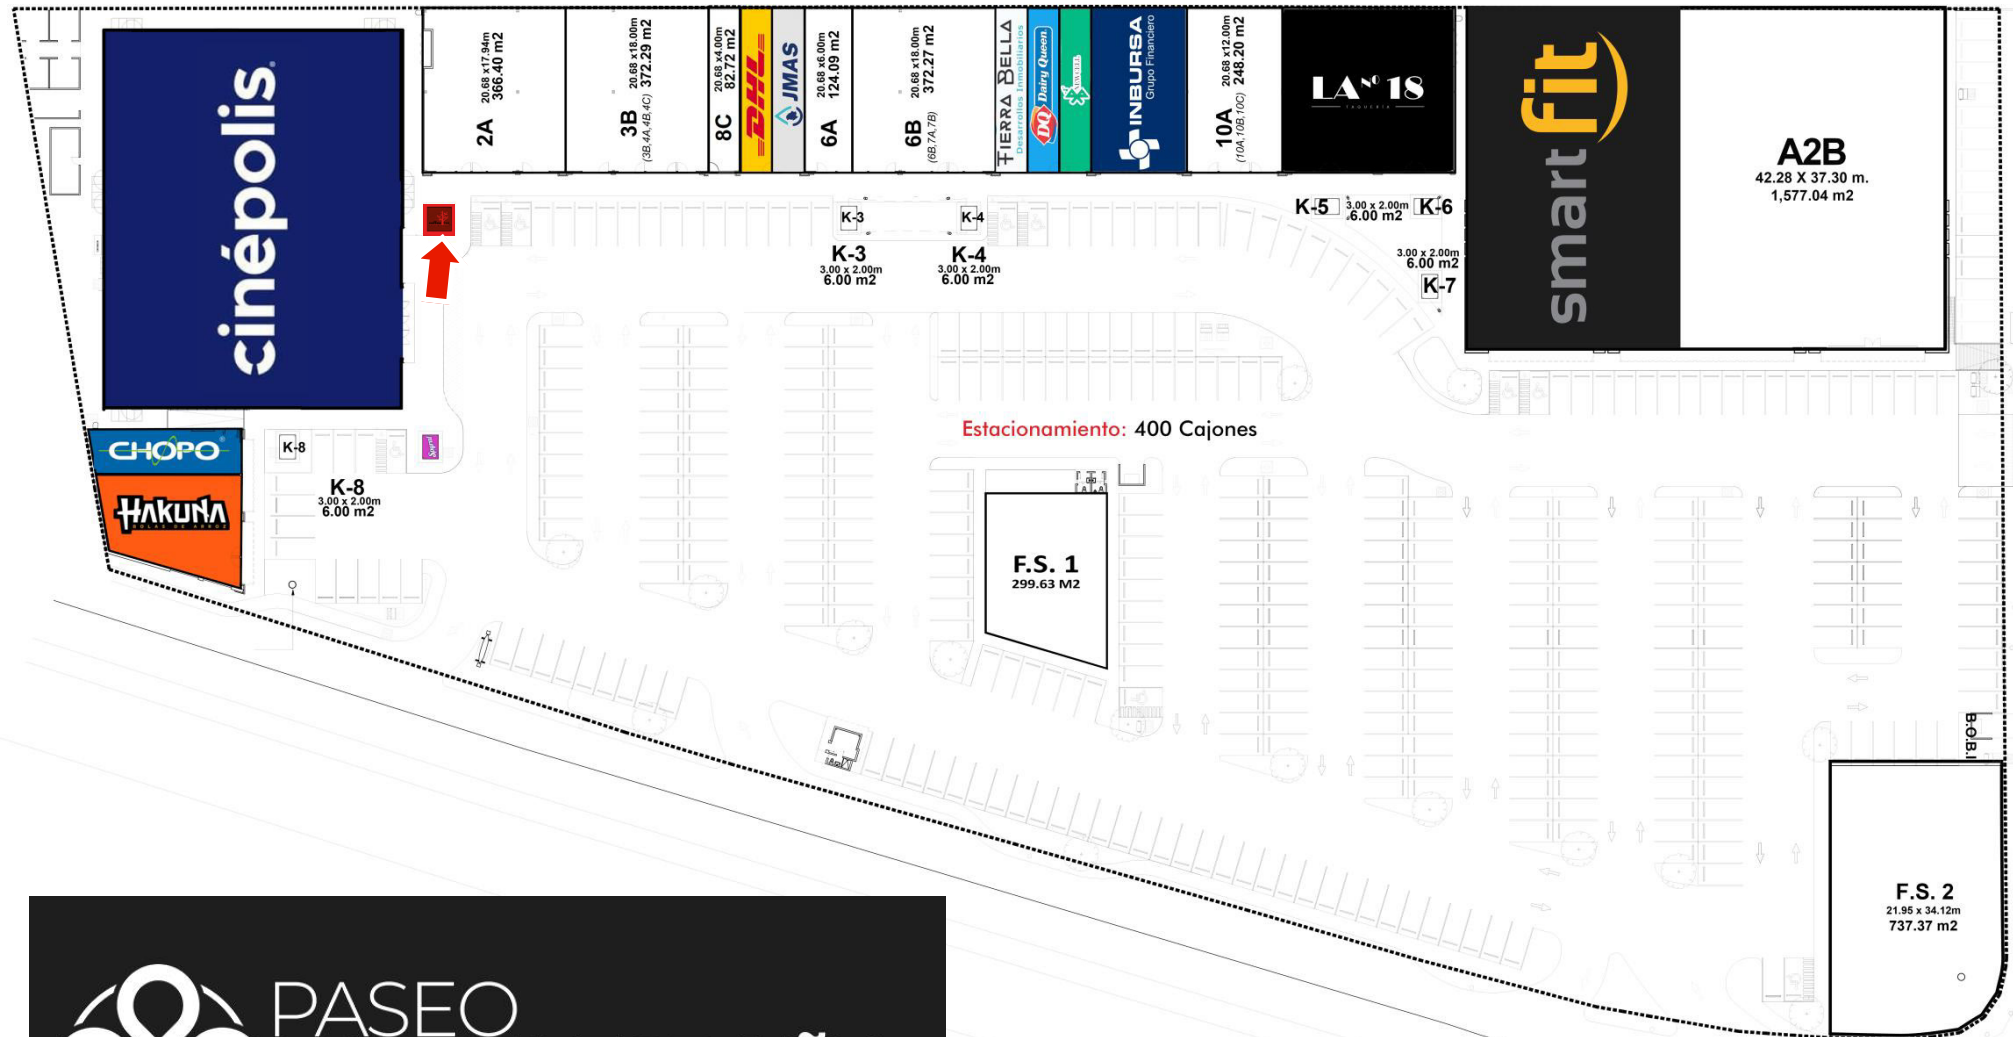 cinépolis
2A
20.68 x17.94m
366.40 m2
3B
(3B,4A,4B,4C)
20.68 x18.00m
372.29 m2
8C
20.68 x4.00m
82.72 m2
DHL
JMAS
6A
20.68 x6.00m
124.09 m2
6B
(6B,7A,7B)
20.68 x18.00m
372.27 m2
TIERRA BELLA
Desarrollos Inmobiliarios
DQ Dairy Queen
INBURSA
Grupo Financiero
10A
(10A,10B,10C)
20.68 x12.00m
248.20 m2
LA Nº 18
TAQUERÍA
smart fit
A2B
42.28 X 37.30 m.
1,577.04 m2
K-3
K-4
K-3
3.00 x 2.00m
6.00 m2
K-4
3.00 x 2.00m
6.00 m2
K-5
3.00 x 2.00m
6.00 m2
K-6
3.00 x 2.00m
6.00 m2
K-7
Estacionamiento: 400 Cajones
CHOPO
HAKUNA
BOLAS DE ARROZ
K-8
K-8
3.00 x 2.00m
6.00 m2
F.S. 1
299.63 M2
B.O.B.
F.S. 2
21.95 x 34.12m
737.37 m2
PASEO